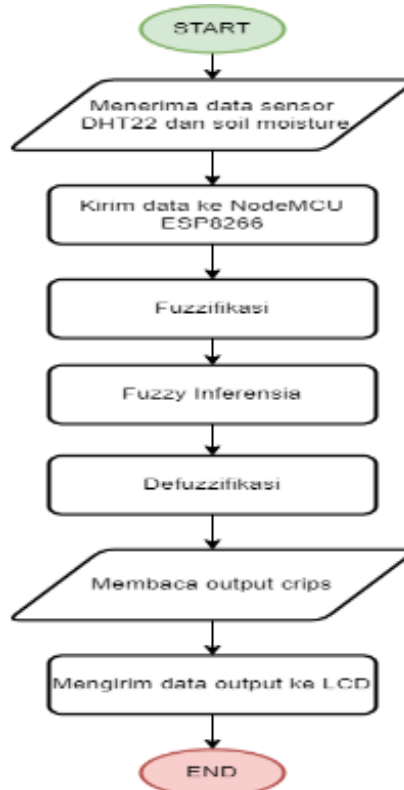 START
Menerima data sensor
DHT22 dan soil moisture
Kirim data ke NodeMCU
ESP8266
Fuzzifikasi
Fuzzy Inferensia
Defuzzifikasi
Membaca output crips
Mengirim data output ke LCD
END